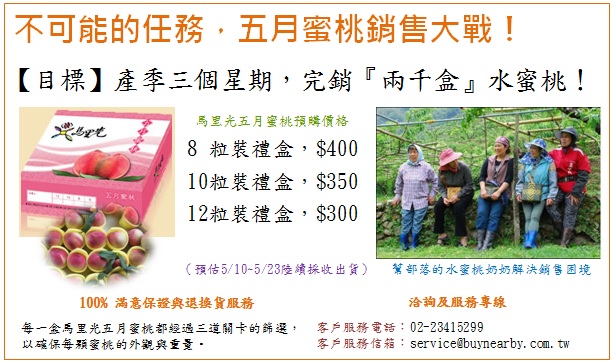 不可能的任務，五月蜜桃銷售大戰！
【目標】產季三個星期，完銷『兩千盒』水蜜桃！
馬里光
五月蜜桃
馬里光五月蜜桃預購價格
8 粒裝禮盒，$400
10粒裝禮盒，$350
12粒裝禮盒，$300
（預估5/10~5/23陸續採收出貨）
幫部落的水蜜桃奶奶解決銷售困境
100% 滿意保證與退換貨服務
每一盒馬里光五月蜜桃都經過三道關卡的篩選，
以確保每顆蜜桃的外觀與重量。
洽詢及服務專線
客戶服務電話：02-23415299
客戶服務信箱：service@buynearby.com.tw